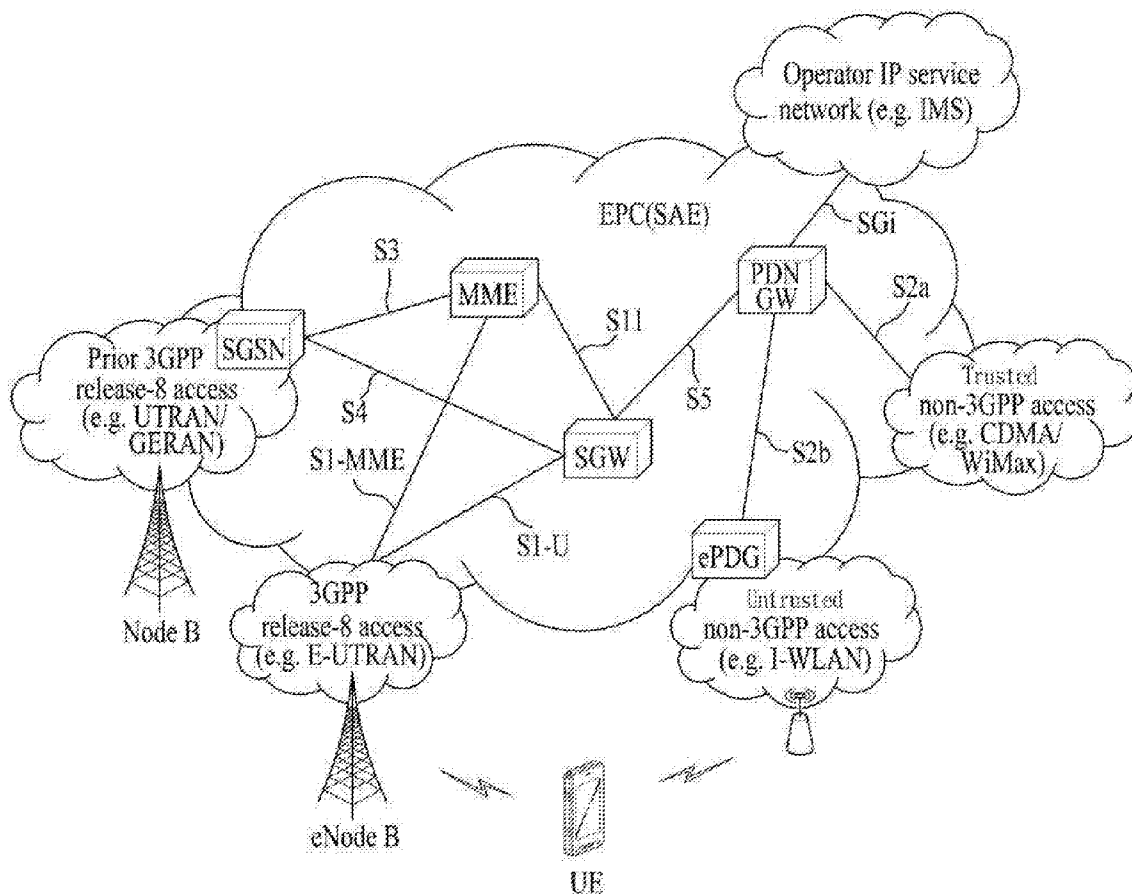 Operator IP service
network (e.g. IMS)
EPC(SAE)
SGi
S3
MME
PDN
GW
S2a
SGSN
S11
Prior 3GPP
release-8 access
(e.g. UTRAN/
GERAN)
S4
S5
Trusted
non-3GPP access
(e.g. CDMA/
WiMax)
S1-MME
SGW
S2b
S1-U
ePDG
Node B
3GPP
release-8 access
(e.g. E-UTRAN)
Untrusted
non-3GPP access
(e.g. I-WLAN)
eNode B
UE